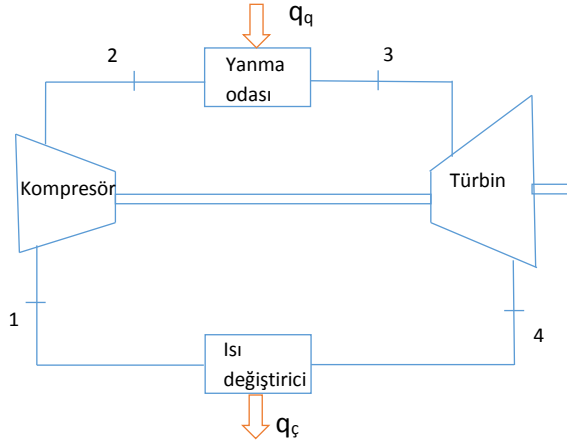 q_q
2
3
Yanma
odası
Kompresör
Türbin
1
4
Isı
değiştirici
q_ç